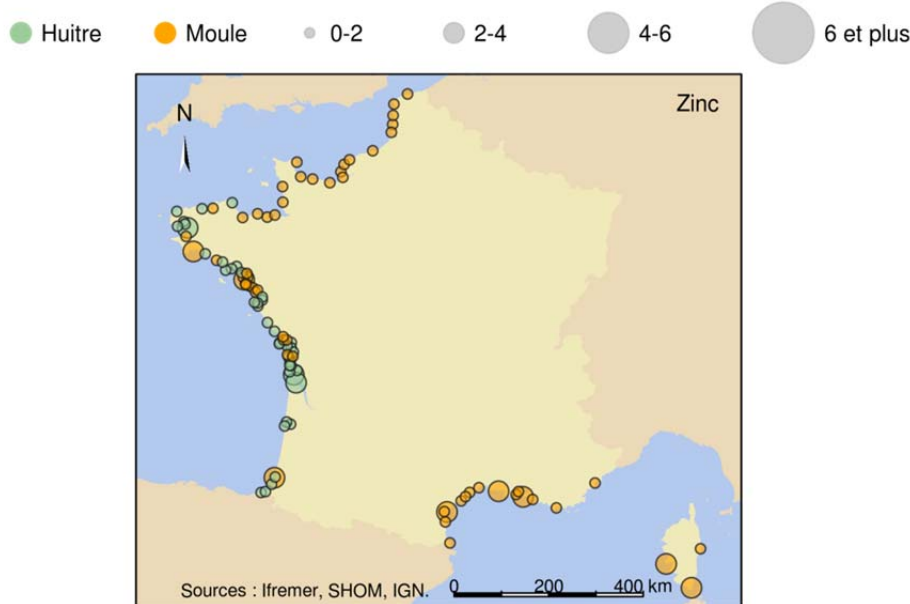 Huitre Moule 0-2 2-4 4-6 6 et plus
Zinc
N
Sources : Ifremer, SHOM, IGN.
0 200 400 km